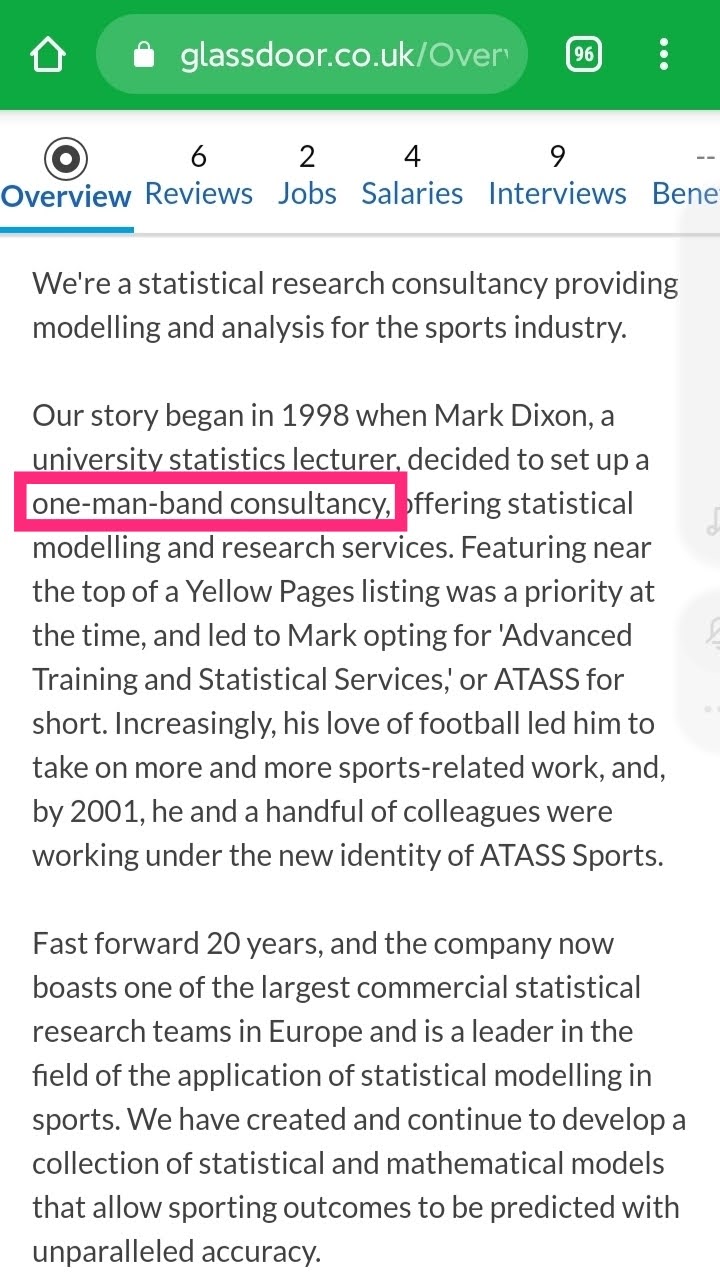 glassdoor.co.uk/Over
96
6 2 4 9 --
Overview Reviews Jobs Salaries Interviews Bene
We're a statistical research consultancy providing
modelling and analysis for the sports industry.
Our story began in 1998 when Mark Dixon, a
university statistics lecturer, decided to set up a
one-man-band consultancy, offering statistical
modelling and research services. Featuring near
the top of a Yellow Pages listing was a priority at
the time, and led to Mark opting for 'Advanced
Training and Statistical Services,' or ATASS for
short. Increasingly, his love of football led him to
take on more and more sports-related work, and,
by 2001, he and a handful of colleagues were
working under the new identity of ATASS Sports.
Fast forward 20 years, and the company now
boasts one of the largest commercial statistical
research teams in Europe and is a leader in the
field of the application of statistical modelling in
sports. We have created and continue to develop a
collection of statistical and mathematical models
that allow sporting outcomes to be predicted with
unparalleled accuracy.